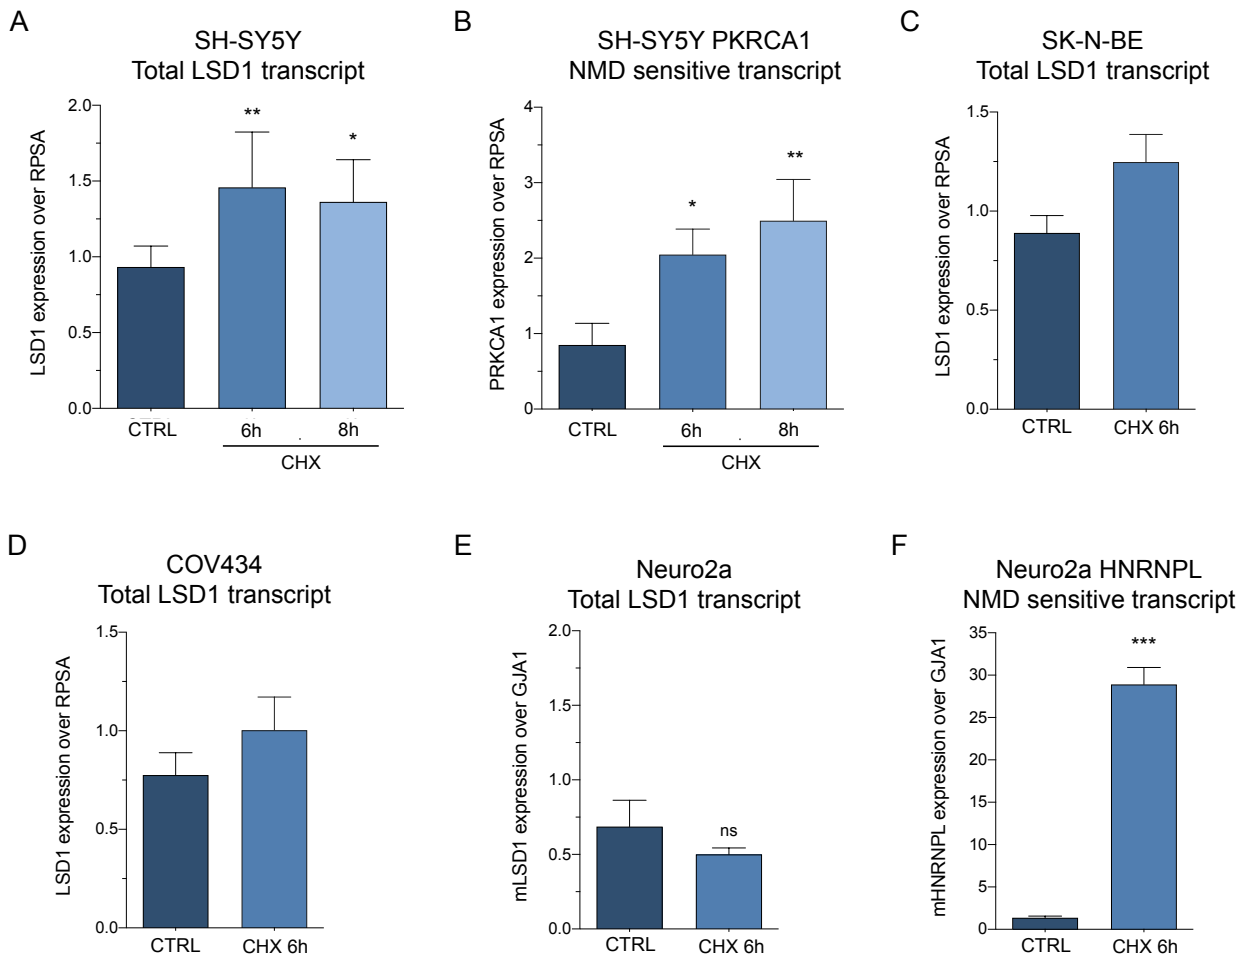 A
SH-SY5Y
Total LSD1 transcript
LSD1 expression over RPSA
2.0
1.5
1.0
0.5
0.0
**
*
CTRL
6h
8h
CHX
B
SH-SY5Y PKRCA1
NMD sensitive transcript
PRKCA1 expression over RPSA
4
3
2
1
0
*
**
CTRL
6h
8h
CHX
C
SK-N-BE
Total LSD1 transcript
LSD1 expression over RPSA
1.5
1.0
0.5
0.0
CTRL
CHX 6h
D
COV434
Total LSD1 transcript
LSD1 expression over RPSA
1.5
1.0
0.5
0.0
CTRL
CHX 6h
E
Neuro2a
Total LSD1 transcript
mLSD1 expression over GJA1
2.0
1.5
1.0
0.5
0.0
ns
CTRL
CHX 6h
F
Neuro2a HNRNPL
NMD sensitive transcript
mHNRNPL expression over GJA1
35
30
25
20
15
10
5
0
***
CTRL
CHX 6h